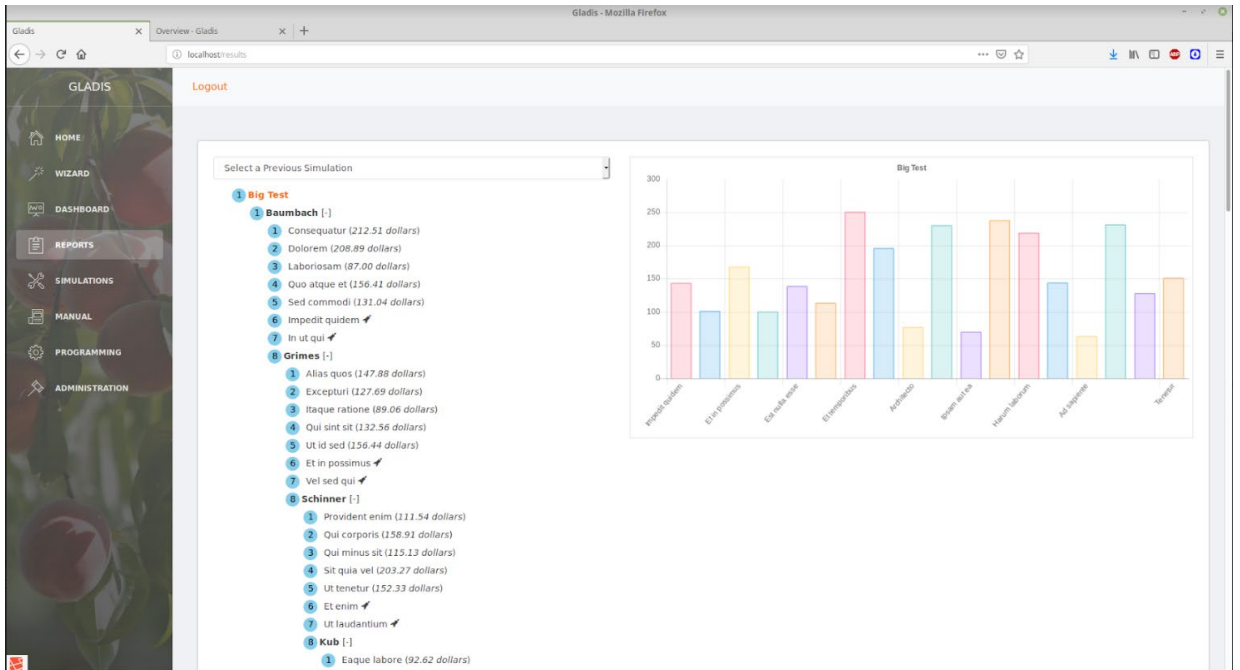 Gladis - Mozilla Firefox
Gladis
Overview - Gladis
localhost/results
GLADIS
Logout
HOME
WIZARD
DASHBOARD
REPORTS
SIMULATIONS
MANUAL
PROGRAMMING
ADMINISTRATION
Select a Previous Simulation
1 Big Test
1 Baumbach [-]
1 Consequatur (212.51 dollars)
2 Dolorem (208.89 dollars)
3 Laboriosam (87.00 dollars)
4 Quo atque et (156.41 dollars)
5 Sed commodi (131.04 dollars)
6 Impedit quidem
7 In ut qui
8 Grimes [-]
1 Alias quos (147.88 dollars)
2 Excepturi (127.69 dollars)
3 Itaque ratione (89.06 dollars)
4 Qui sint sit (132.56 dollars)
5 Ut id sed (156.44 dollars)
6 Et in possimus
7 Vel sed qui
8 Schinner [-]
1 Provident enim (111.54 dollars)
2 Qui corporis (158.91 dollars)
3 Qui minus sit (115.13 dollars)
4 Sit quia vel (203.27 dollars)
5 Ut tenetur (152.33 dollars)
6 Et enim
7 Ut laudantium
8 Kub [-]
1 Eaque labore (92.62 dollars)
Big Test
300
250
200
150
100
50
0
Impedit quidem
Et in possimus
Est nulla esse
Et temporibus
Architecto
Ipsam aut ea
Harum laborum
Ad sapiente